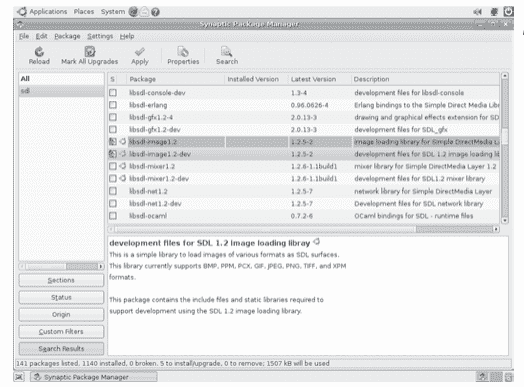 Applications Places System
Synaptic Package Manager
File Edit Package Settings Help
Reload Mark All Upgrades Apply Properties Search
All
sdl
S Package Installed Version Latest Version Description
libsdl-console-dev 1.3-4 development files for libsdl-console
libsdl-erlang 0.96.0626-4 Erlang bindings to the Simple Direct Media Libr
libsdl-gfx1.2-4 2.0.13-3 drawing and graphical effects extension for SD
libsdl-gfx1.2-dev 2.0.13-3 development files for SDL_gfx
libsdl-image1.2 1.2.5-2 image loading library for Simple DirectMedia L
libsdl-image1.2-dev 1.2.5-2 development files for SDL 1.2 image loading lil
libsdl-mixer1.2 1.2.6-1.1build1 mixer library for Simple DirectMedia Layer 1.2
libsdl-mixer1.2-dev 1.2.6-1.1build1 development files for SDL1.2 mixer library
libsdl-net1.2 1.2.5-7 network library for Simple DirectMedia Layer
libsdl-net1.2-dev 1.2.5-7 Development files for SDL network library
libsdl-ocaml 0.7.2-6 OCaml bindings for SDL - runtime files
development files for SDL 1.2 image loading libray
This is a simple library to load images of various formats as SDL surfaces.
This library currently supports BMP, PPM, PCX, GIF, JPEG, PNG, TIFF, and XPM
formats.
This package contains the include files and static libraries required to
support development using the SDL 1.2 image loading library.
Sections
Status
Origin
Custom Filters
Search Results
141 packages listed, 1140 installed, 0 broken. 5 to install/upgrade, 0 to remove; 1507 kB will be used
Synaptic Package Manager